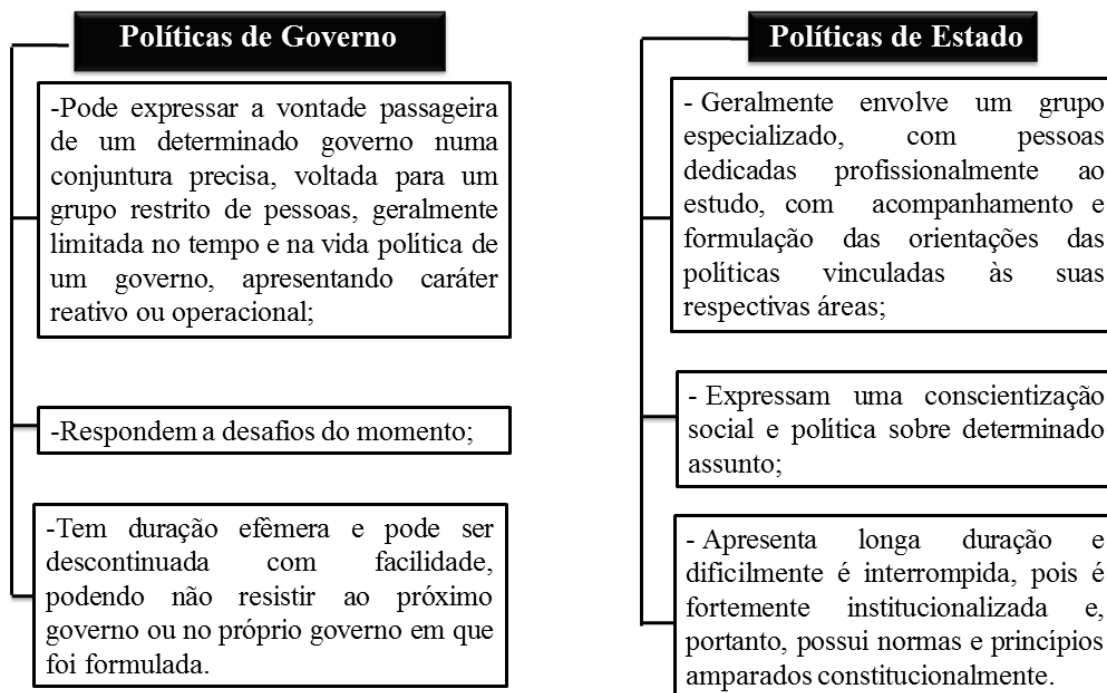 Políticas de Governo
-Pode expressar a vontade passageira
de um determinado governo numa
conjuntura precisa, voltada para um
grupo restrito de pessoas, geralmente
limitada no tempo e na vida política de
um governo, apresentando caráter
reativo ou operacional;
-Respondem a desafios do momento;
-Tem duração efêmera e pode ser
descontinuada com facilidade,
podendo não resistir ao próximo
governo ou no próprio governo em que
foi formulada.
Políticas de Estado
- Geralmente envolve um grupo
especializado, com pessoas
dedicadas profissionalmente ao
estudo, com acompanhamento e
formulação das orientações das
políticas vinculadas às suas
respectivas áreas;
- Expressam uma conscientização
social e política sobre determinado
assunto;
- Apresenta longa duração e
dificilmente é interrompida, pois é
fortemente institucionalizada e,
portanto, possui normas e princípios
amparados constitucionalmente.